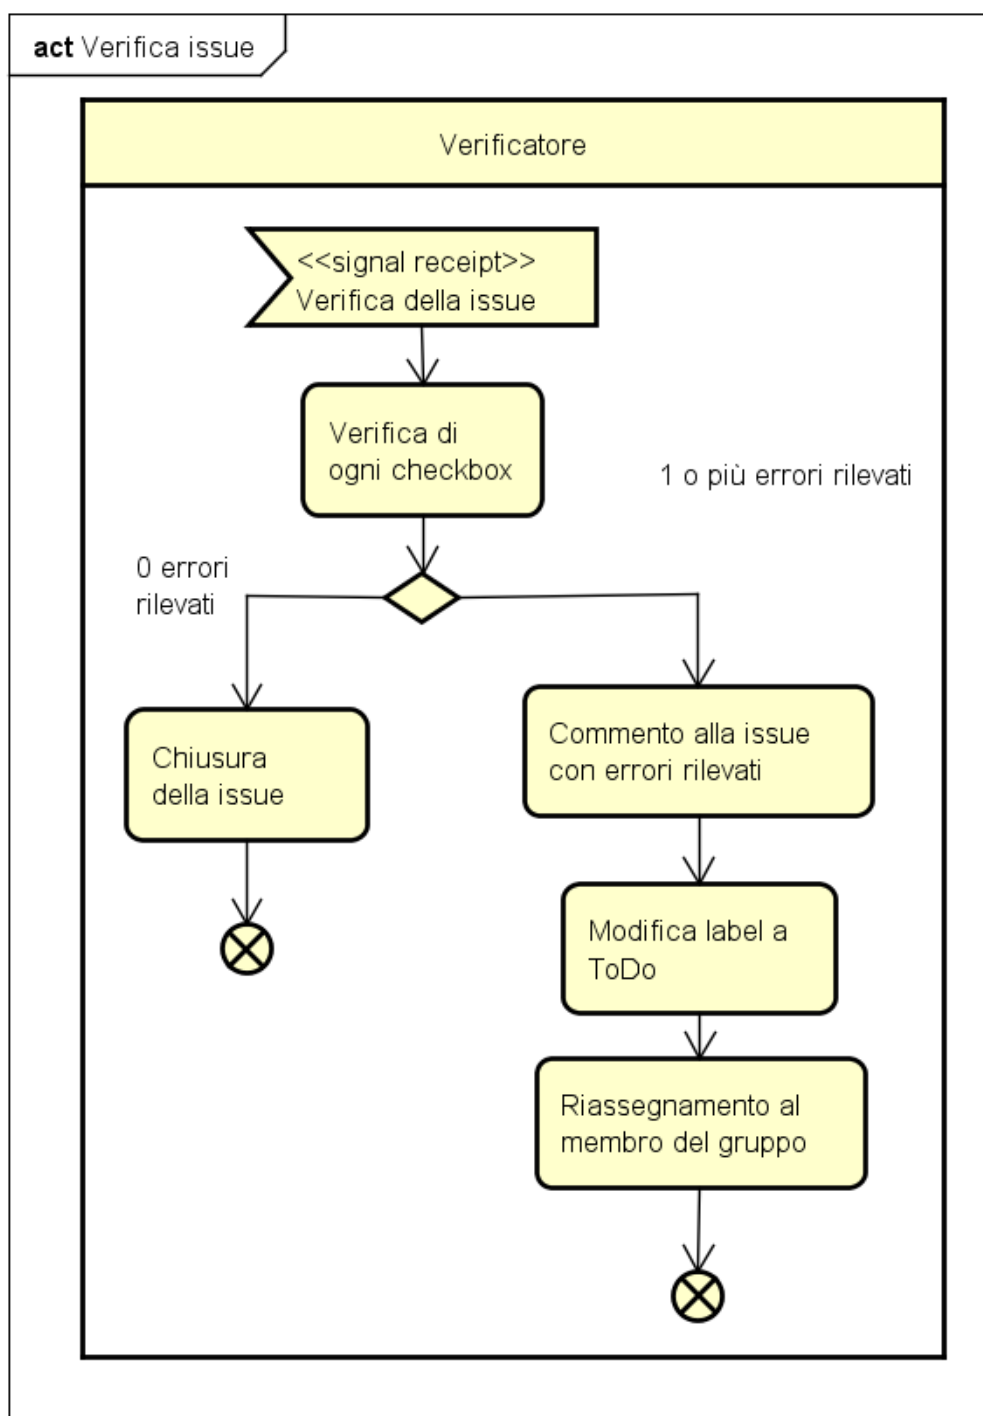 act Verifica issue
Verificatore
<<signal receipt>>
Verifica della issue
Verifica di
ogni checkbox
1 o più errori rilevati
0 errori
rilevati
Chiusura
della issue
Commento alla issue
con errori rilevati
Modifica label a
ToDo
Riassegnamento al
membro del gruppo